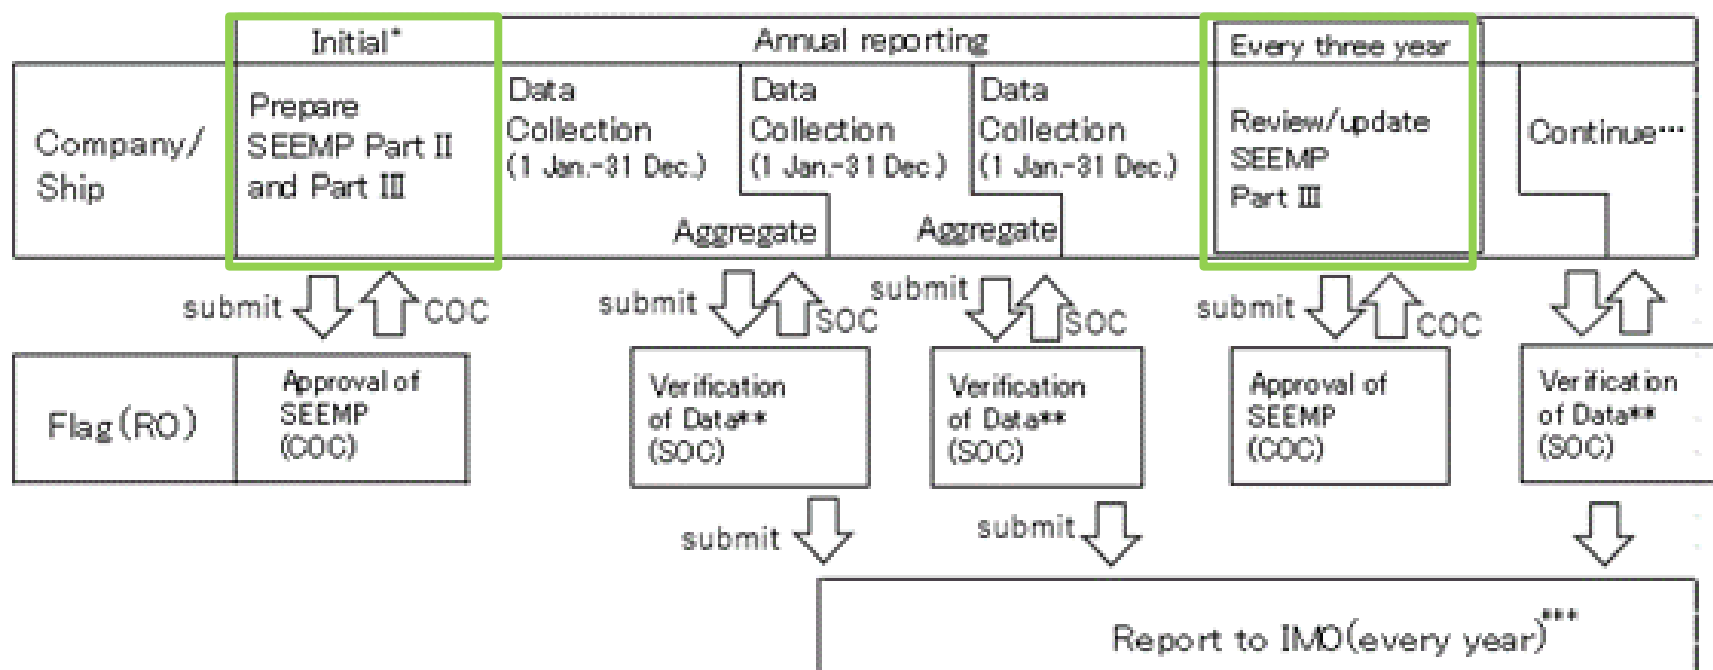 Initial*
Annual reporting
Every three year
Company/
Ship
Prepare
SEEMP Part II
and Part III
Data
Collection
(1 Jan.-31 Dec.)
Aggregate
Data
Collection
(1 Jan.-31 Dec.)
Aggregate
Data
Collection
(1 Jan.-31 Dec.)
Review/update
SEEMP
Part III
Continue…
submit
COC
submit
SOC
submit
SOC
submit
COC
Flag(RO)
Approval of
SEEMP
(COC)
Verification
of Data**
(SOC)
Verification
of Data**
(SOC)
Approval of
SEEMP
(COC)
Verification
of Data**
(SOC)
submit
submit
Report to IMO(every year)***